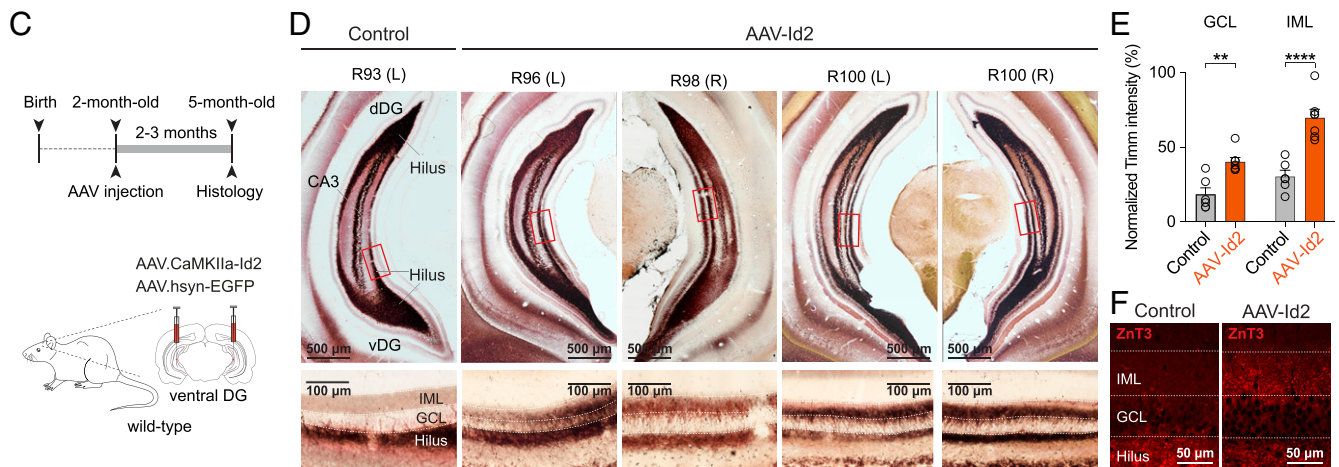 C
Birth
2-month-old
5-month-old
2-3 months
AAV injection
Histology
AAV.CaMKIIa-Id2
AAV.hsyn-EGFP
ventral DG
wild-type
D
Control
AAV-Id2
R93 (L)
R96 (L)
R98 (R)
R100 (L)
R100 (R)
dDG
Hilus
CA3
Hilus
vDG
500 µm
500 µm
500 µm
500 µm
500 µm
100 µm
100 µm
100 µm
IML
GCL
Hilus
E
GCL
IML
Normalized Timm intensity (%)
**
****
100
50
0
Control
AAV-Id2
Control
AAV-Id2
F
Control
AAV-Id2
ZnT3
ZnT3
IML
GCL
Hilus
50 µm
50 µm